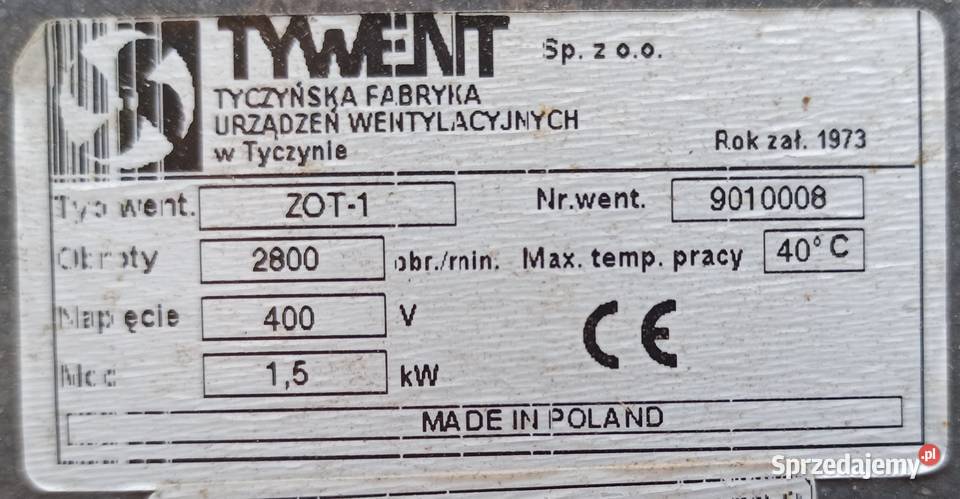 TYWENT Sp. z o.o.
TYCZYŃSKA FABRYKA
URZĄDZEŃ WENTYLACYJNYCH
w Tyczynie
Rok zał. 1973
Typ went. ZOT-1 Nr.went. 9010008
Obroty 2800 obr./min. Max. temp. pracy 40°C
Napięcie 400 V
CE
Moc 1,5 kW
MADE IN POLAND
Sprzedajemy.pl